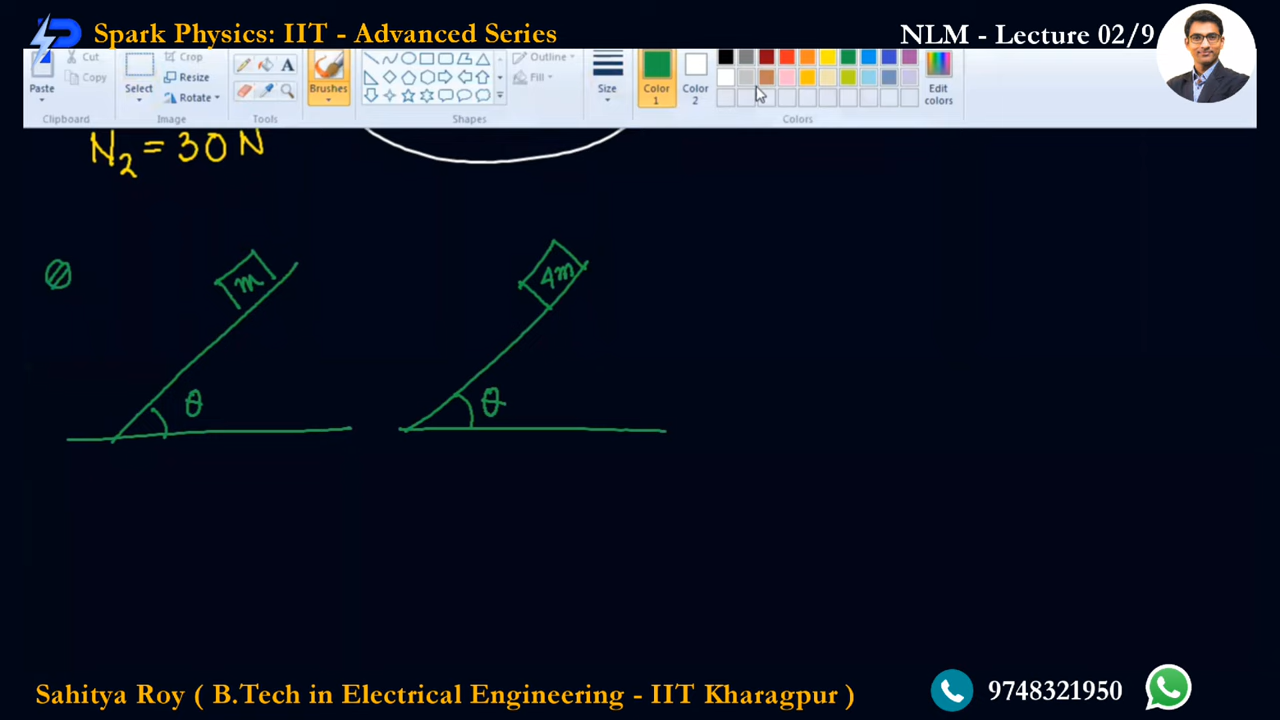 Spark Physics: IIT - Advanced Series
NLM - Lecture 02/9
Paste
Cut
Copy
Clipboard
Select
Crop
Resize
Rotate
Image
A
Tools
Brushes
Shapes
Outline
Fill
Size
Color
1
Color
2
Edit
colors
Colors
N2 = 30 N
m
4m
θ
θ
Sahitya Roy ( B.Tech in Electrical Engineering - IIT Kharagpur )
9748321950